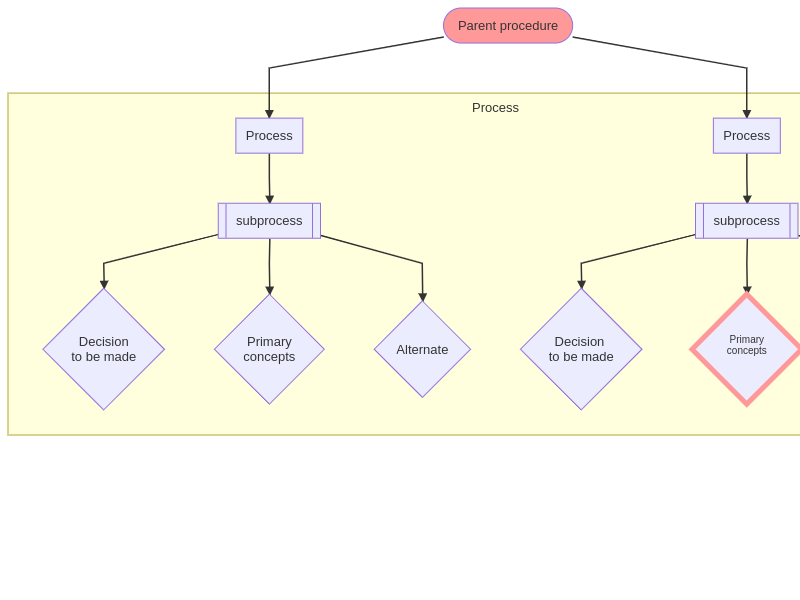 Parent procedure
Process
Process
Process
subprocess
subprocess
Decision
to be made
Primary
concepts
Alternate
Decision
to be made
Primary
concepts